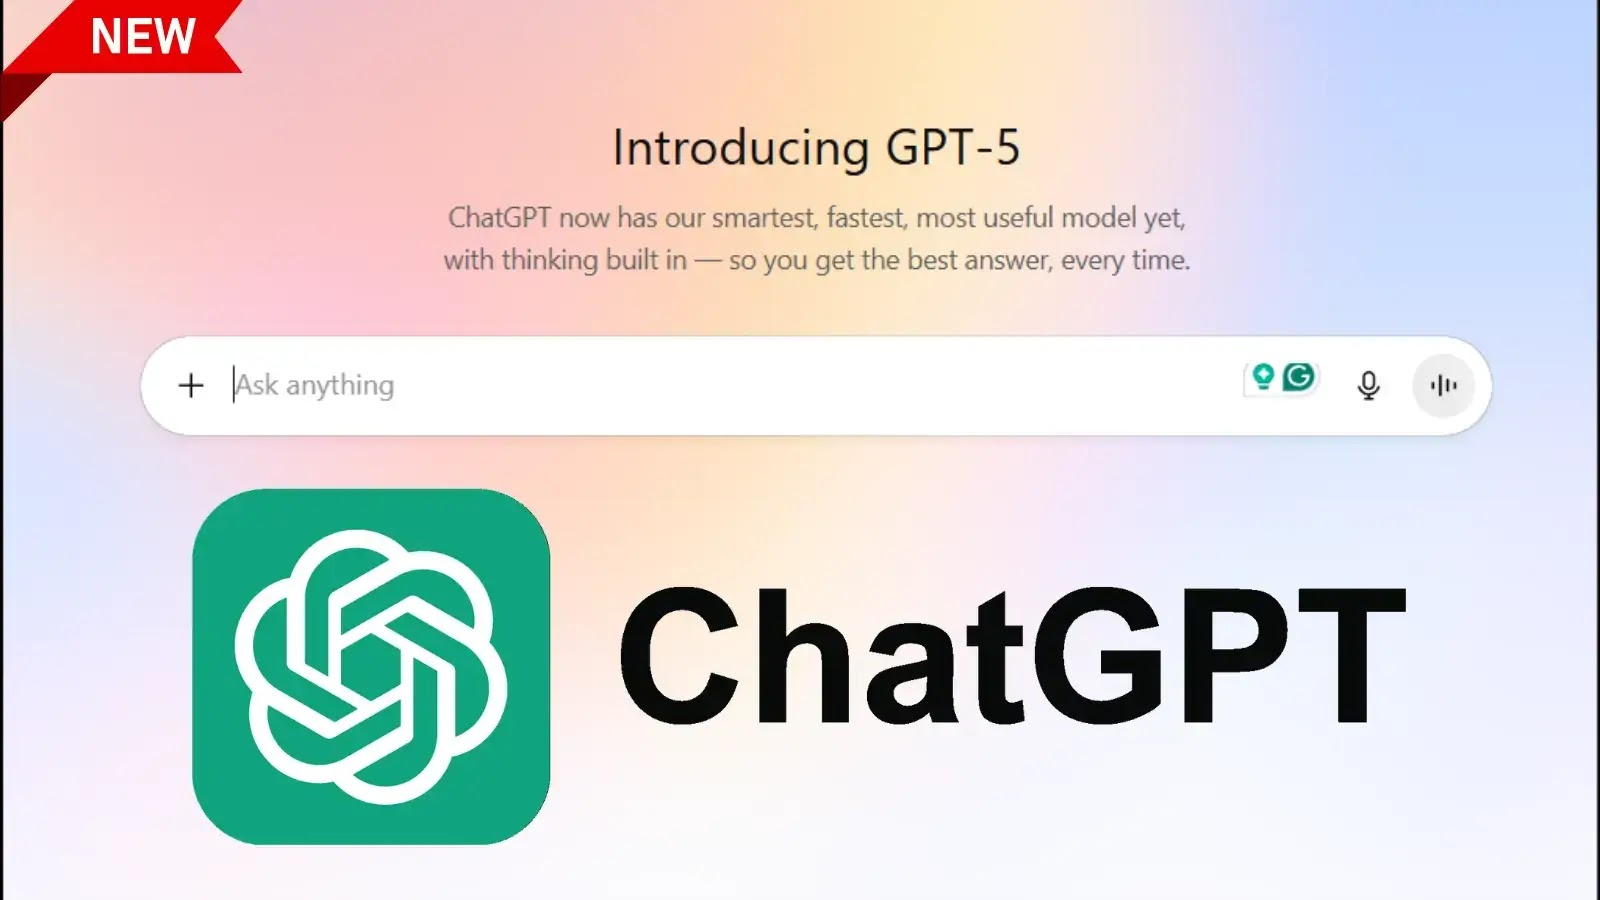 NEW
Introducing GPT-5
ChatGPT now has our smartest, fastest, most useful model yet,
with thinking built in — so you get the best answer, every time.
Ask anything
ChatGPT